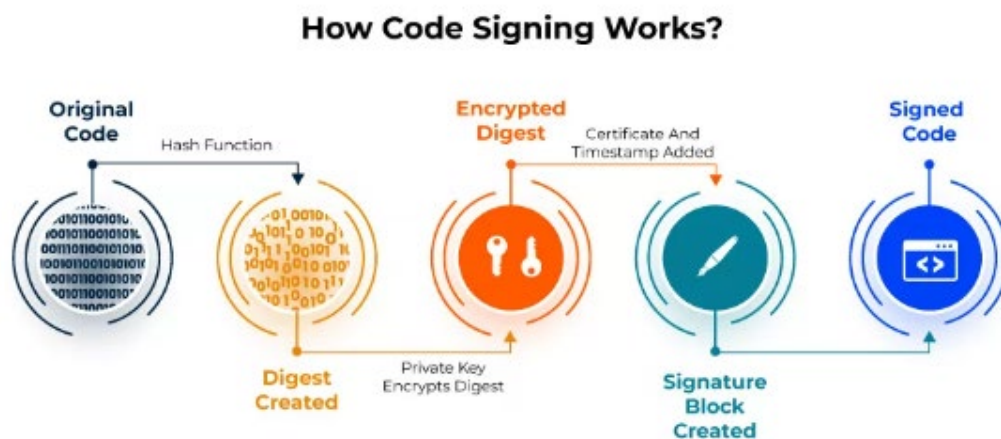 How Code Signing Works?
Original
Code
Hash Function
Digest
Created
Private Key
Encrypts Digest
Encrypted
Digest
Certificate And
Timestamp Added
Signature
Block
Created
Signed
Code